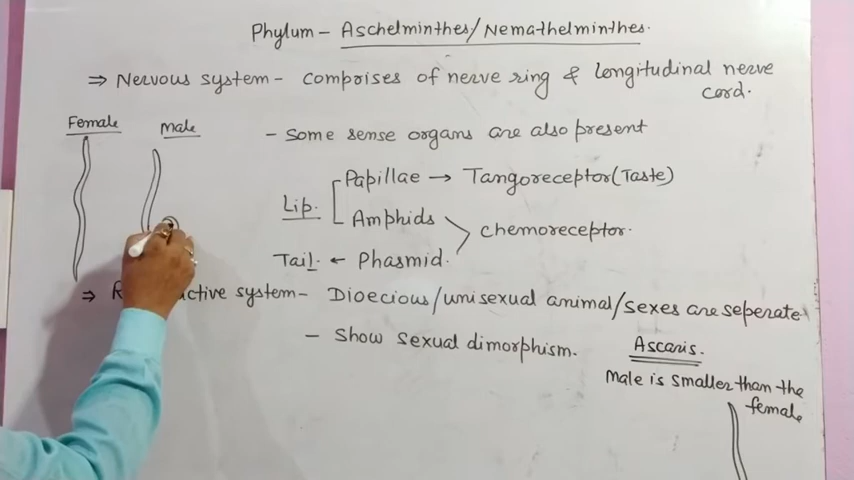 Phylum - Aschelminthes/Nemathelminthes.
⇒ Nervous system - comprises of nerve ring & longitudinal nerve
cord.
Female Male
- Some sense organs are also present
Papillae → Tangoreceptor(Taste)
Lip.
Amphids
chemoreceptor.
Tail. ← Phasmid.
⇒ ctive system - Dioecious/unisexual animal/sexes are seperate
- Show sexual dimorphism.
Ascaris.
Male is smaller than the
female